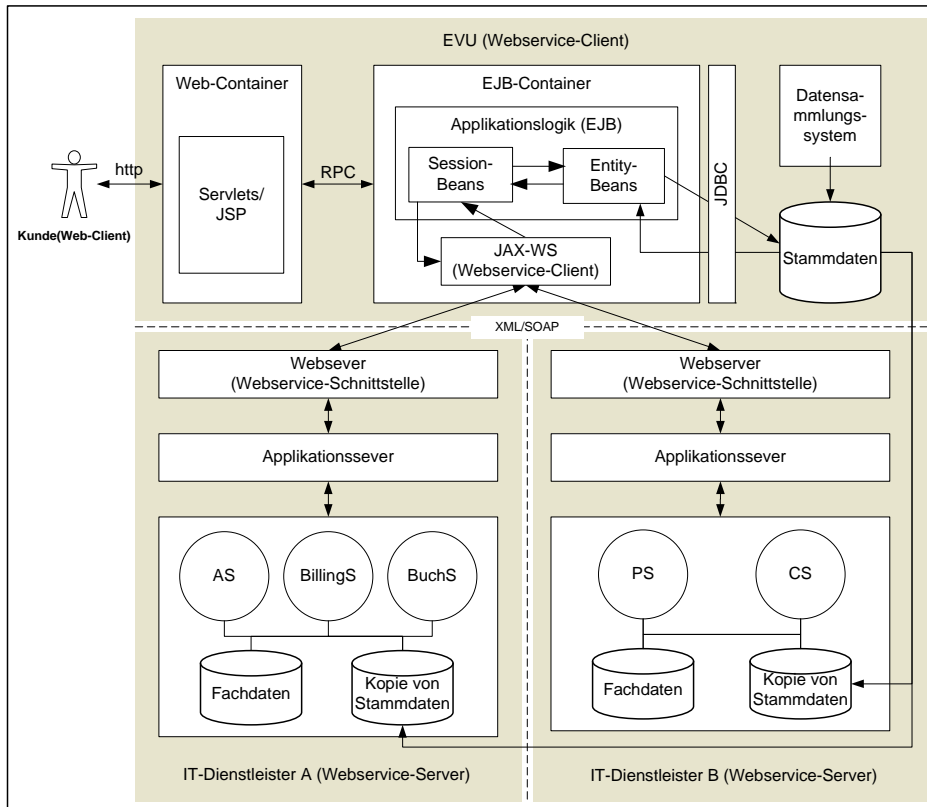 EVU (Webservice-Client)
Web-Container
EJB-Container
Datensa-
mmlungs-
system
Applikationslogik (EJB)
http
RPC
JDBC
Session-
Beans
Entity-
Beans
Servlets/
JSP
Kunde(Web-Client)
JAX-WS
(Webservice-Client)
Stammdaten
XML/SOAP
Websever
(Webservice-Schnittstelle)
Webserver
(Webservice-Schnittstelle)
Applikationssever
Applikationssever
AS
BillingS
BuchS
PS
CS
Fachdaten
Kopie von
Stammdaten
Fachdaten
Kopie von
Stammdaten
IT-Dienstleister A (Webservice-Server)
IT-Dienstleister B (Webservice-Server)